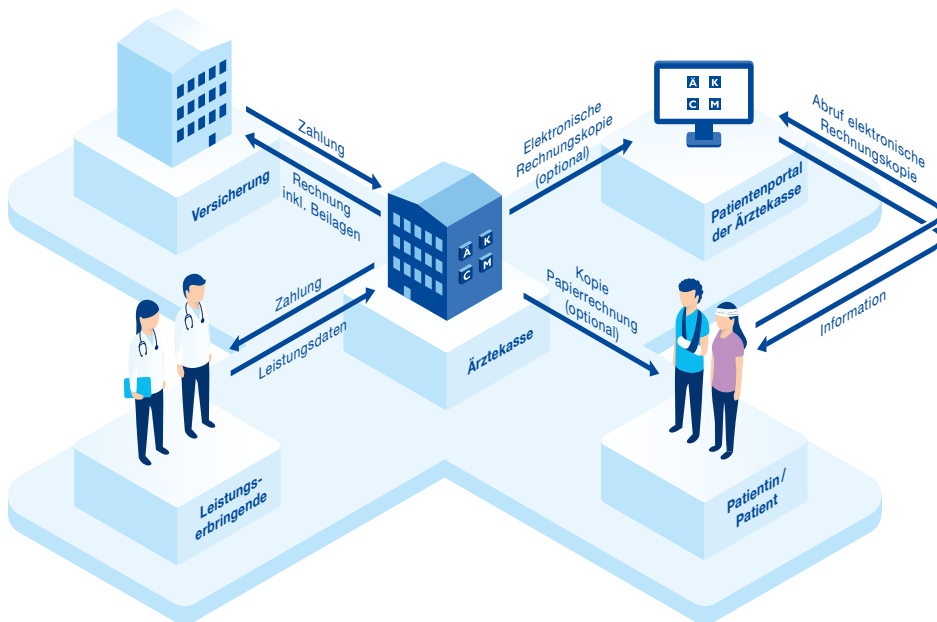 Zahlung
Rechnung
inkl. Beilagen
Versicherung
Elektronische
Rechnungskopie
(optional)
Ä K
C M
Abruf elektronische
Rechnungskopie
Patientenportal
der Ärztekasse
Ä K
C M
Zahlung
Leistungsdaten
Ärztekasse
Kopie
Papierrechnung
(optional)
Information
Leistungs-
erbringende
Patientin/
Patient